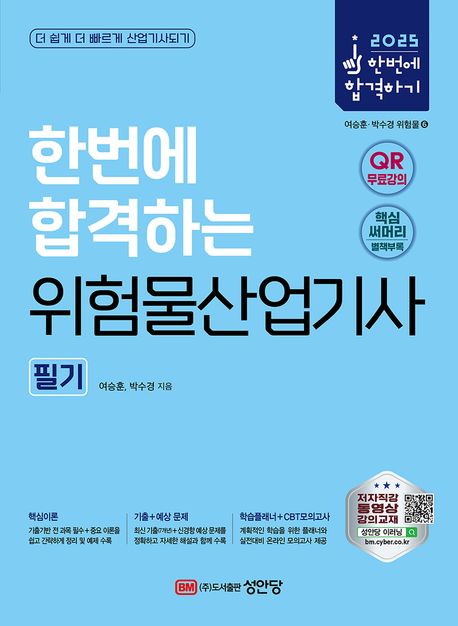 더 쉽게 더 빠르게 산업기사되기
2025
한번에
합격하기
여승훈·박수경 위험물 6
QR
무료강의
핵심
써머리
별책부록
한번에
합격하는
위험물산업기사
필기
여승훈, 박수경 지음
저자직강
동영상
강의교재
성안당 이러닝
bm.cyber.co.kr
핵심이론
기출기반 전 과목 필수+중요 이론을
쉽고 간략하게 정리 및 예제 수록
기출+예상 문제
최신 기출(7개년)+신경향 예상 문제를
정확하고 자세한 해설과 함께 수록
학습플래너+CBT모의고사
계획적인 학습을 위한 플래너와
실전대비 온라인 모의고사 제공
BM (주)도서출판 성안당